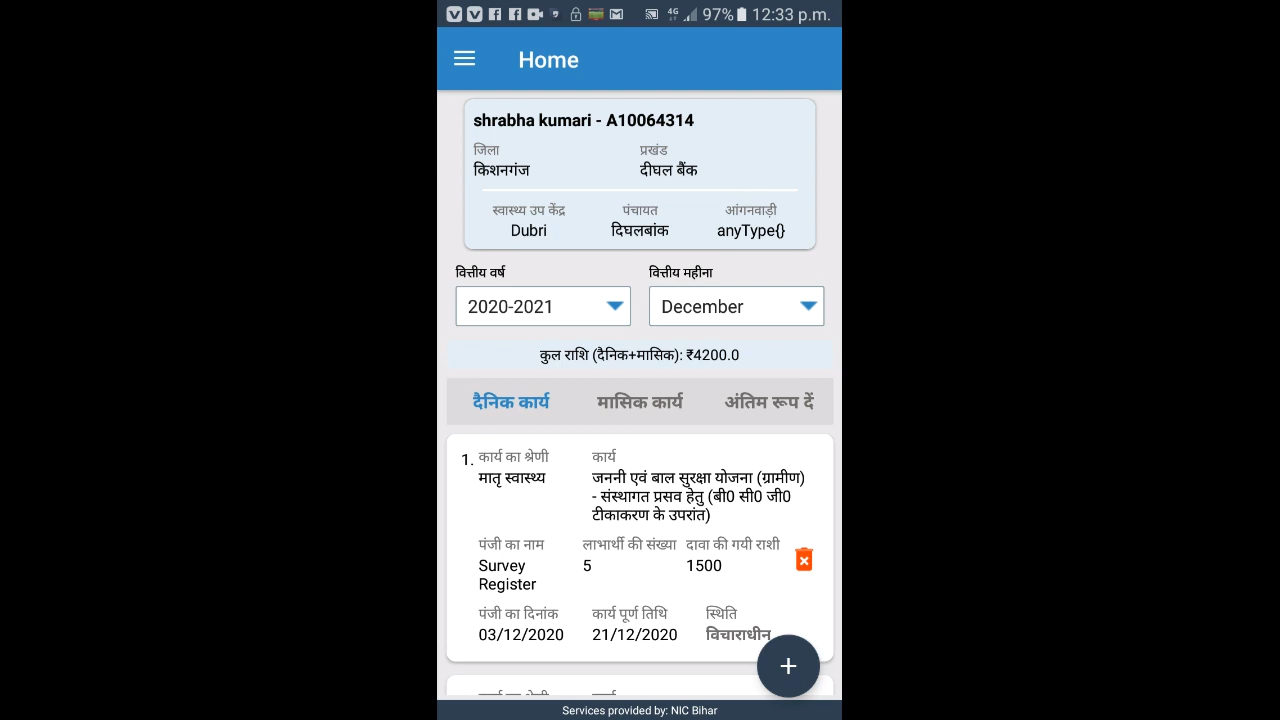 4G 97% 12:33 p.m.
Home
shrabha kumari - A10064314
जिला प्रखंड
किशनगंज दीघल बैंक
स्वास्थ्य उप केंद्र पंचायत आंगनवाड़ी
Dubri दिघलबांक anyType{}
वित्तीय वर्ष वित्तीय महीना
2020-2021 December
कुल राशि (दैनिक+मासिक): ₹4200.0
दैनिक कार्य मासिक कार्य अंतिम रूप दें
1. कार्य का श्रेणी कार्य
मातृ स्वास्थ्य जननी एवं बाल सुरक्षा योजना (ग्रामीण)
- संस्थागत प्रसव हेतु (बी0 सी0 जी0
टीकाकरण के उपरांत)
पंजी का नाम लाभार्थी की संख्या दावा की गयी राशी
Survey 5 1500
Register
पंजी का दिनांक कार्य पूर्ण तिथि स्थिति
03/12/2020 21/12/2020 विचाराधीन
+
कार्य का श्रेणी कार्य
Services provided by: NIC Bihar